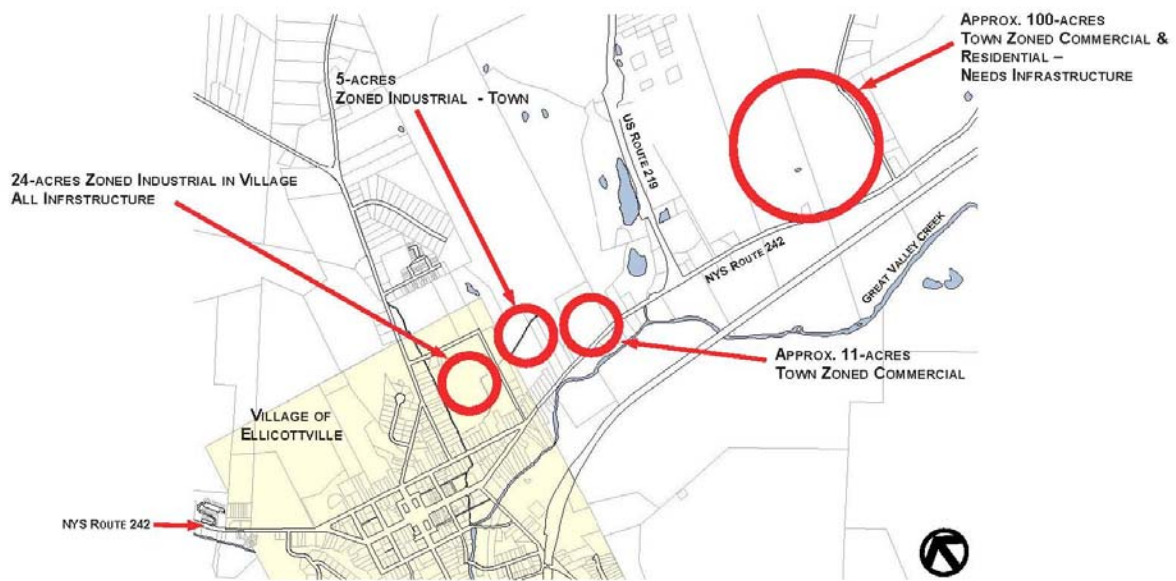 APPROX. 100-ACRES
TOWN ZONED COMMERCIAL &
RESIDENTIAL –
NEEDS INFRASTRUCTURE
5-ACRES
ZONED INDUSTRIAL - TOWN
US ROUTE 219
24-ACRES ZONED INDUSTRIAL IN VILLAGE
ALL INFRSTRUCTURE
NYS ROUTE 242
GREAT VALLEY CREEK
APPROX. 11-ACRES
TOWN ZONED COMMERCIAL
VILLAGE OF
ELLICOTTVILLE
NYS ROUTE 242